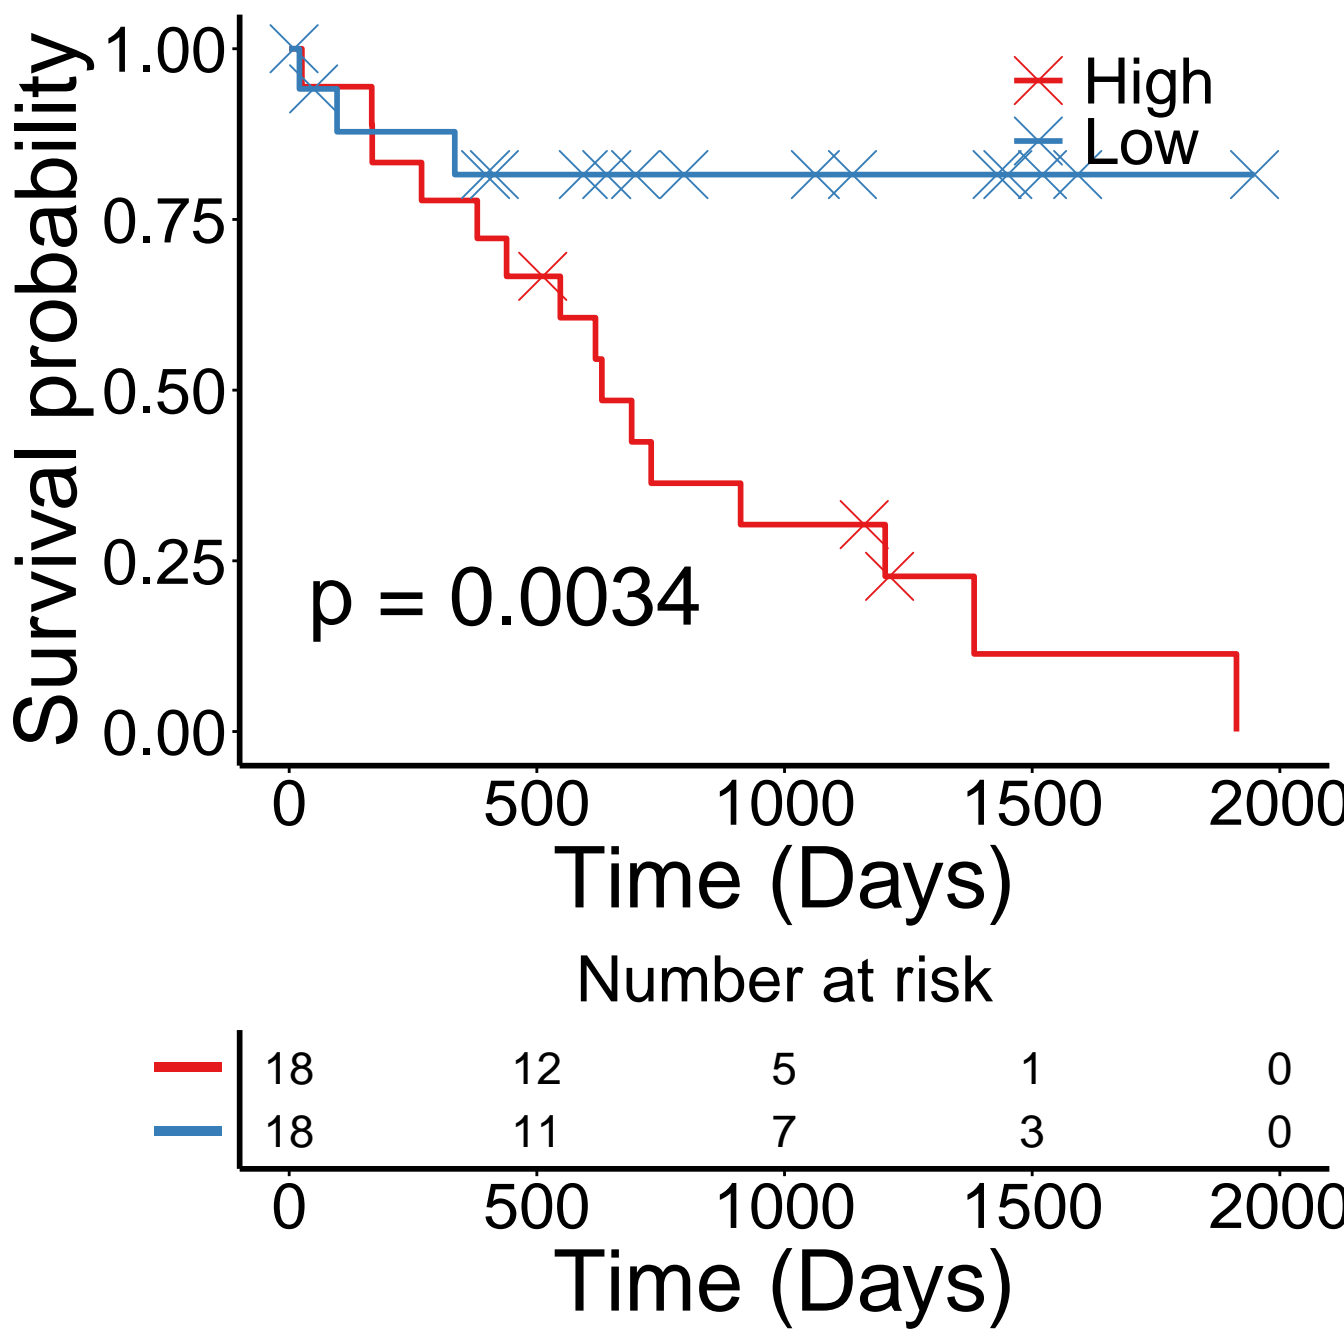 Survival probability
1.00
0.75
0.50
0.25
0.00
High
Low
p = 0.0034
0 500 1000 1500 2000
Time (Days)
Number at risk
18 12 5 1 0
18 11 7 3 0
0 500 1000 1500 2000
Time (Days)